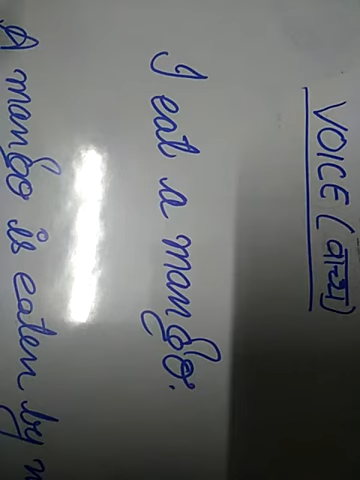 VOICE (वाच्य)
I eat a mango.
A mango is eaten by